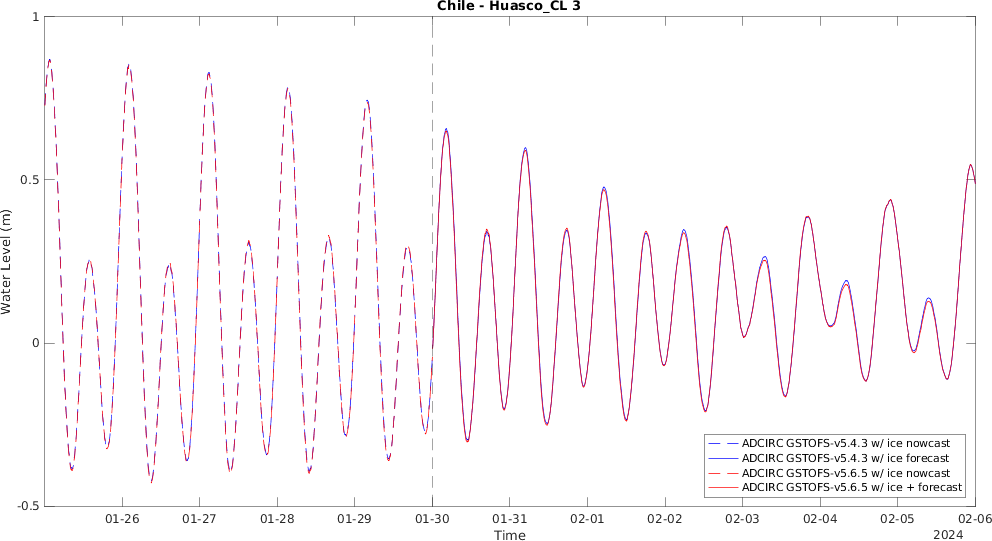 Chile - Huasco_CL 3
Water Level (m)
1
0.5
0
-0.5
01-26 01-27 01-28 01-29 01-30 01-31 02-01 02-02 02-03 02-04 02-05 02-06
Time
2024
ADCIRC GSTOFS-v5.4.3 w/ ice nowcast
ADCIRC GSTOFS-v5.4.3 w/ ice forecast
ADCIRC GSTOFS-v5.6.5 w/ ice nowcast
ADCIRC GSTOFS-v5.6.5 w/ ice + forecast